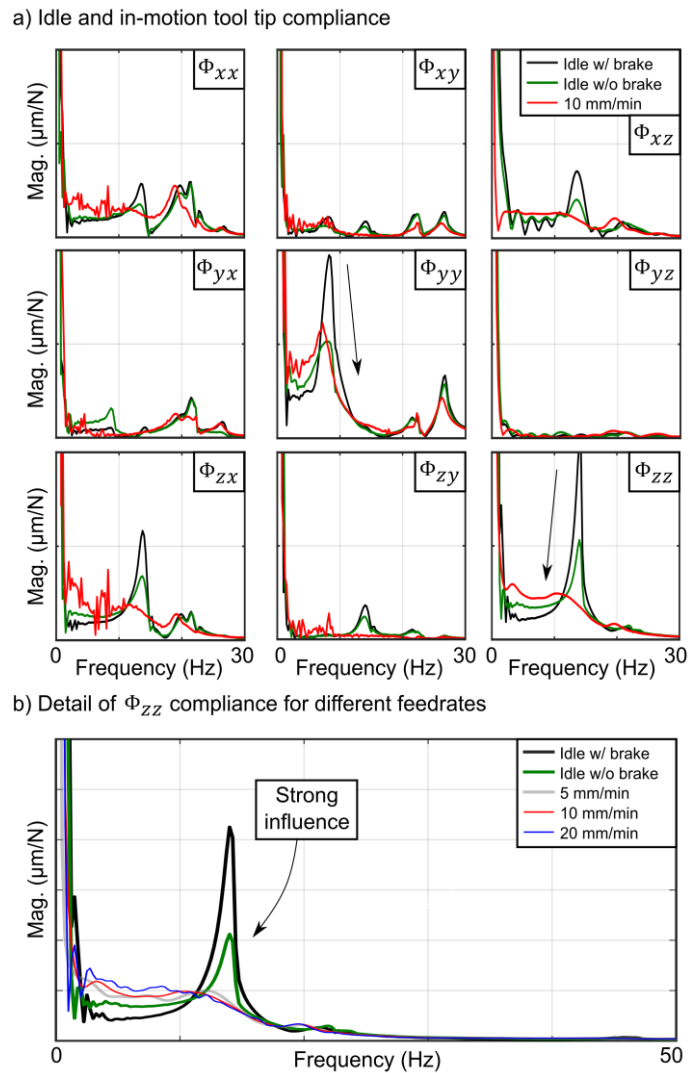 a) Idle and in-motion tool tip compliance
Mag. (μm/N)
Φxx
Φxy
Idle w/ brake
Idle w/o brake
10 mm/min
Φxz
Mag. (μm/N)
Φyx
Φyy
Φyz
Mag. (μm/N)
Φzx
Φzy
Φzz
0 Frequency (Hz) 30
0 Frequency (Hz) 30
0 Frequency (Hz) 30
b) Detail of Φzz compliance for different feedrates
Mag. (μm/N)
Strong
influence
Idle w/ brake
Idle w/o brake
5 mm/min
10 mm/min
20 mm/min
0 Frequency (Hz) 50